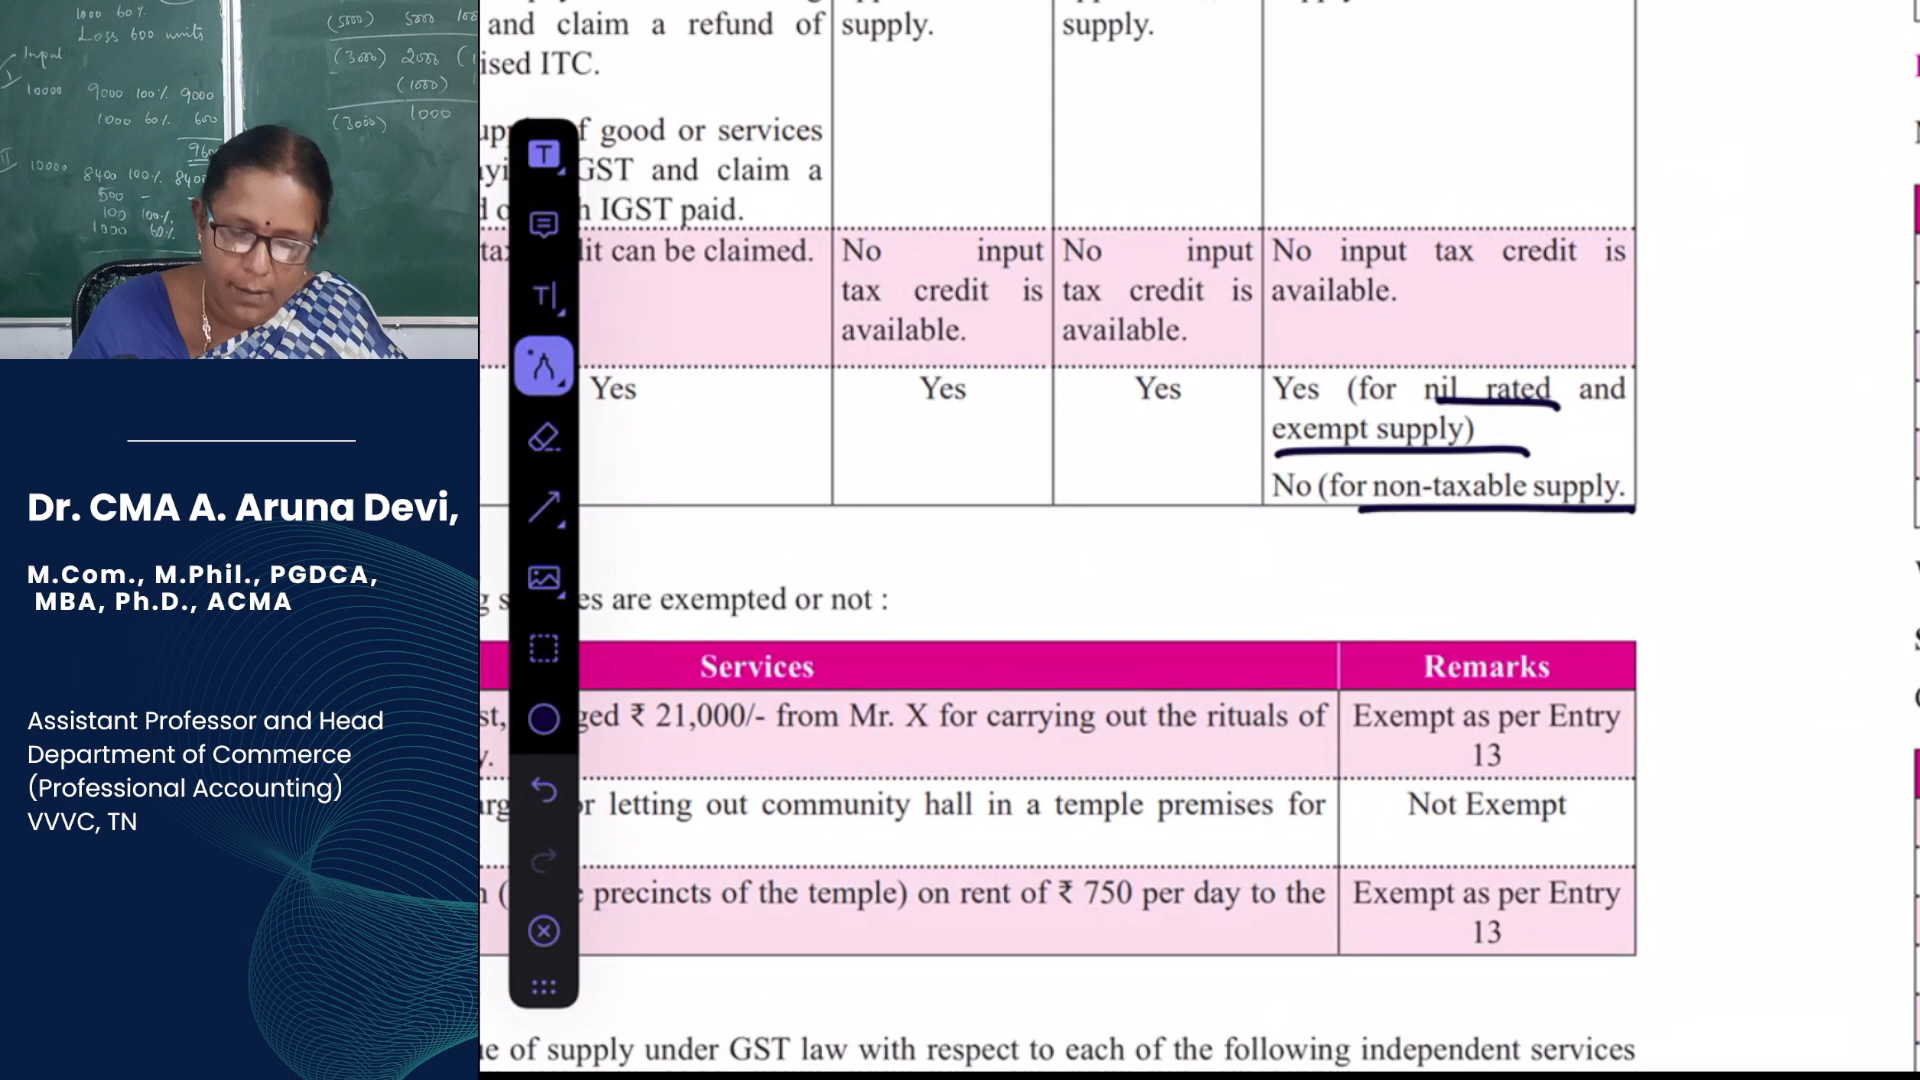 1000 60%
Loss 600 units
Input
10000 9000 100% 9000
1000 60% 600
10000 8400 100%
500 -
100 100%
1000 60%
(5000) 5000
(3000) 2000
(1000)
(3000) 1000
Dr. CMA A. Aruna Devi,
M.Com., M.Phil., PGDCA,
MBA, Ph.D., ACMA
Assistant Professor and Head
Department of Commerce
(Professional Accounting)
VVVC, TN
and claim a refund of
ised ITC.
f good or services
GST and claim a
IGST paid.
supply.
supply.
it can be claimed.
No input
tax credit is
available.
No input
tax credit is
available.
No input tax credit is
available.
Yes
Yes
Yes
Yes (for nil rated and
exempt supply)
No (for non-taxable supply.
es are exempted or not :
Services Remarks
ged ₹ 21,000/- from Mr. X for carrying out the rituals of
Exempt as per Entry
13
r letting out community hall in a temple premises for
Not Exempt
precincts of the temple) on rent of ₹ 750 per day to the
Exempt as per Entry
13
e of supply under GST law with respect to each of the following independent services